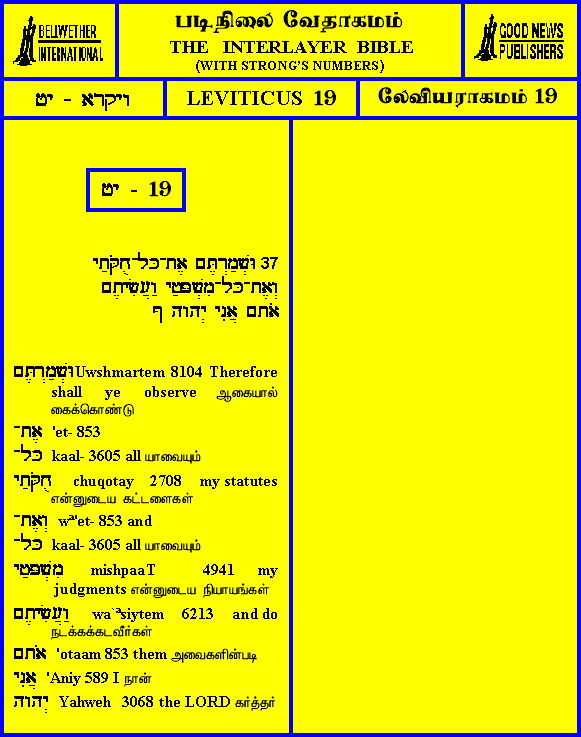 BELLWETHER
INTERNATIONAL
படிநிலை வேதாகமம்
THE INTERLAYER BIBLE
(WITH STRONG'S NUMBERS)
GOOD NEWS
PUBLISHERS
ויקרא - יט
LEVITICUS 19
லேவியராகமம் 19
יט - 19
37 וּשְׁמַרְתֶּם אֶת־כָּל־חֻקֹּתַי
וְאֶת־כָּל־מִשְׁפָּטַי וַעֲשִׂיתֶם
אֹתָם אֲנִי יְהוָה ף
וּשְׁמַרְתֶּם Uwshmartem 8104 Therefore
shall ye observe ஆகையால்
கைக்கொண்டு
אֶת־ 'et- 853
כָּל־ kaal- 3605 all யாவையும்
חֻקֹּתַי chuqotay 2708 my statutes
என்னுடைய கட்டளைகள்
וְאֶת־ wª'et- 853 and
כָּל־ kaal- 3605 all யாவையும்
מִשְׁפָּטַי mishpaaT 4941 my
judgments என்னுடைய நியாயங்கள்
וַעֲשִׂיתֶם wa`ªsiytem 6213 and do
நடக்கக்கடவீர்கள்
אֹתָם 'otaam 853 them அவைகளின்படி
אֲנִי 'Aniy 589 I நான்
יְהוָה Yahweh 3068 the LORD கர்த்தர்